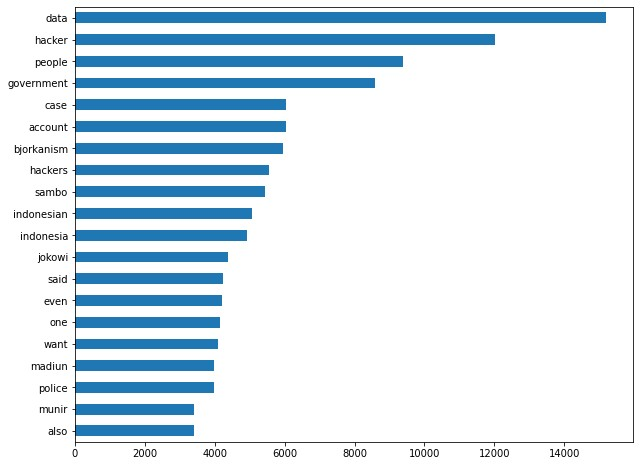 data
hacker
people
government
case
account
bjorkanism
hackers
sambo
indonesian
indonesia
jokowi
said
even
one
want
madiun
police
munir
also
0 2000 4000 6000 8000 10000 12000 14000